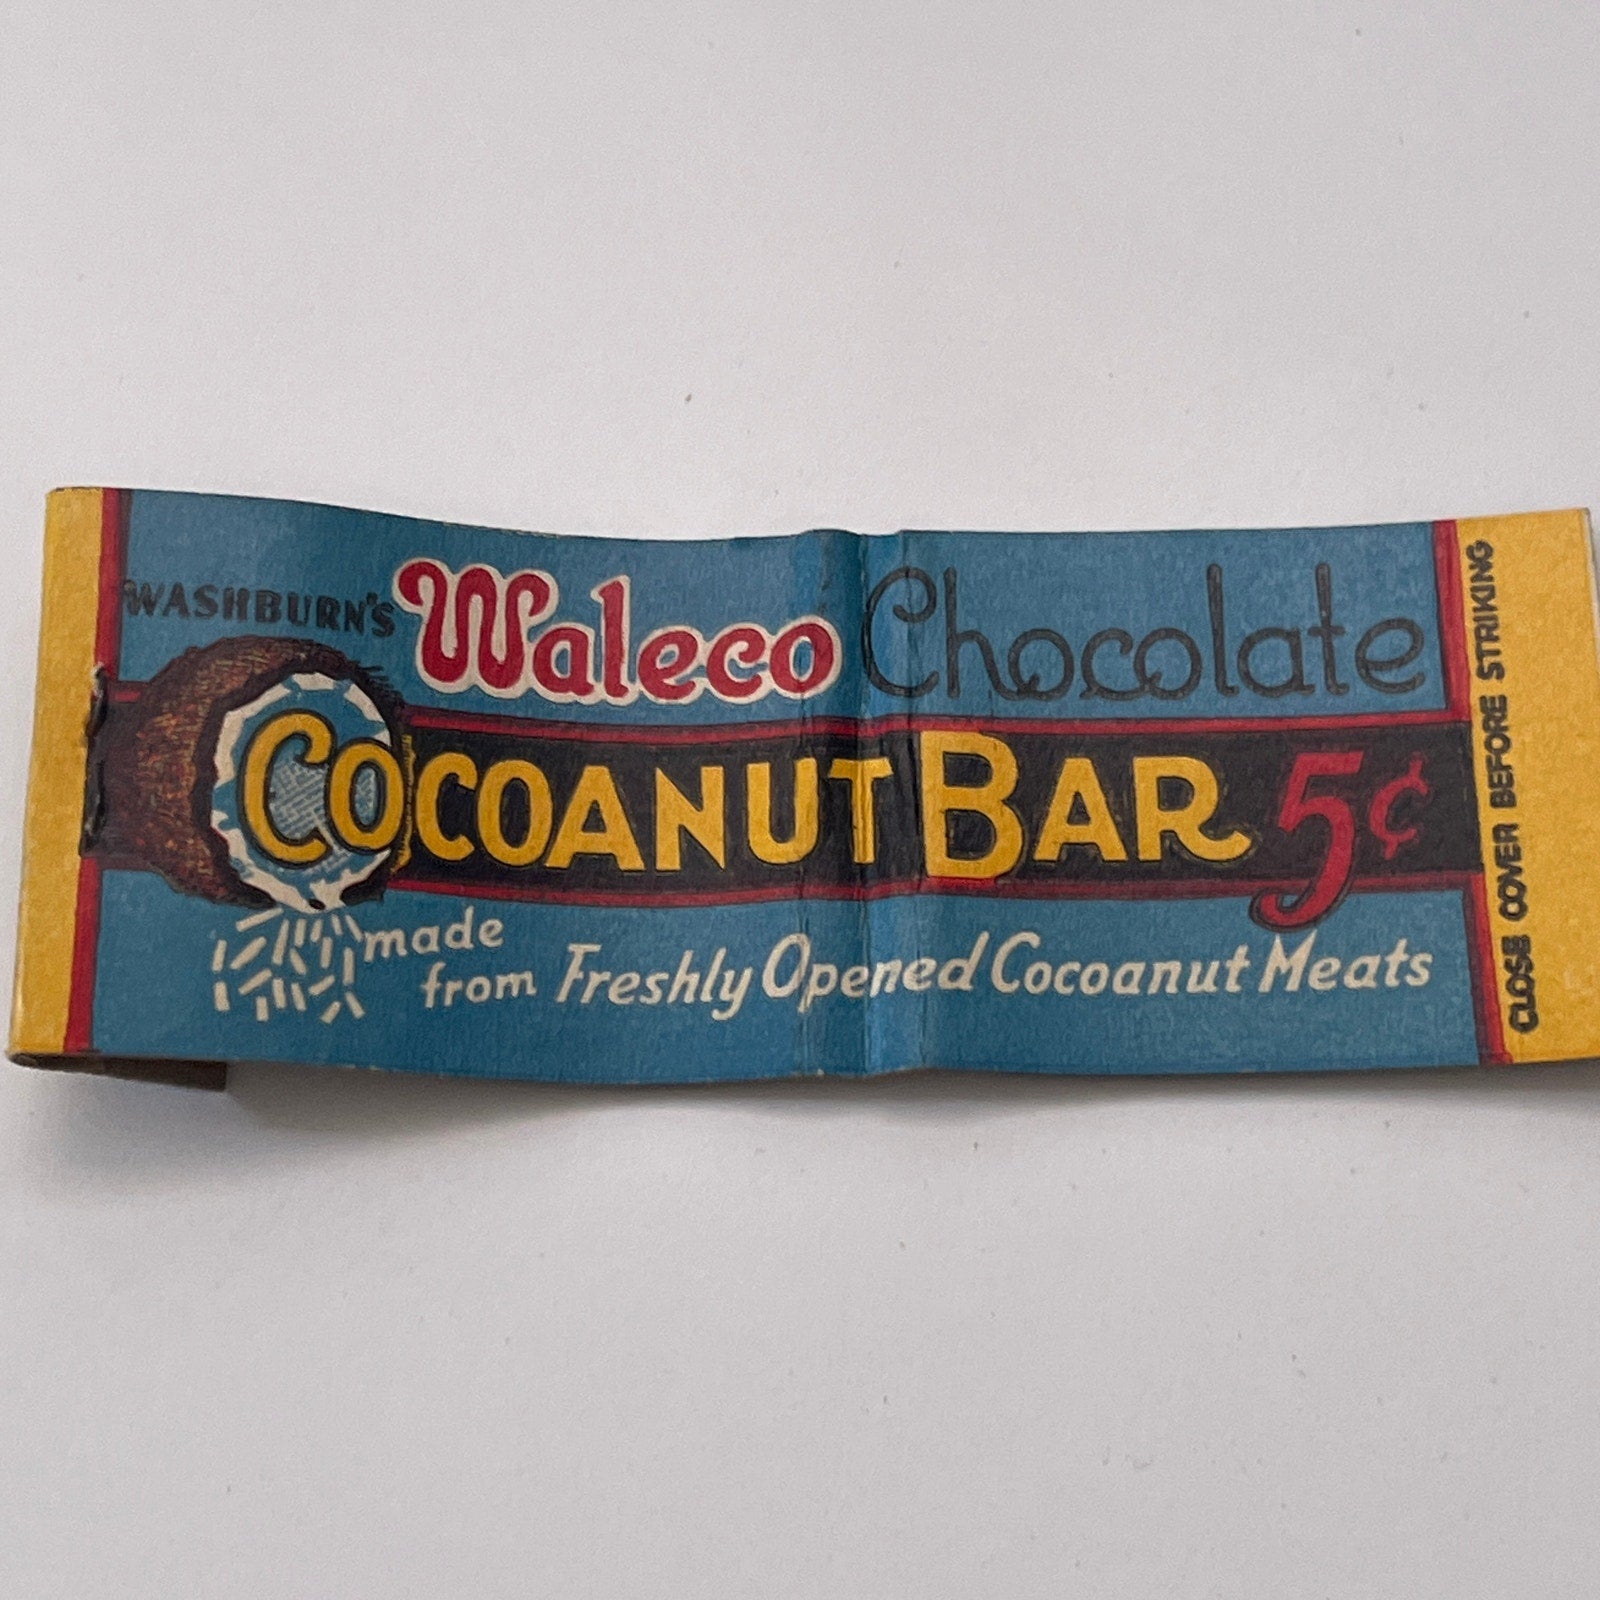 WASHBURN'S Waleco Chocolate
COCOANUT BAR 5¢
made
from Freshly Opened Cocoanut Meats
CLOSE COVER BEFORE STRIKING